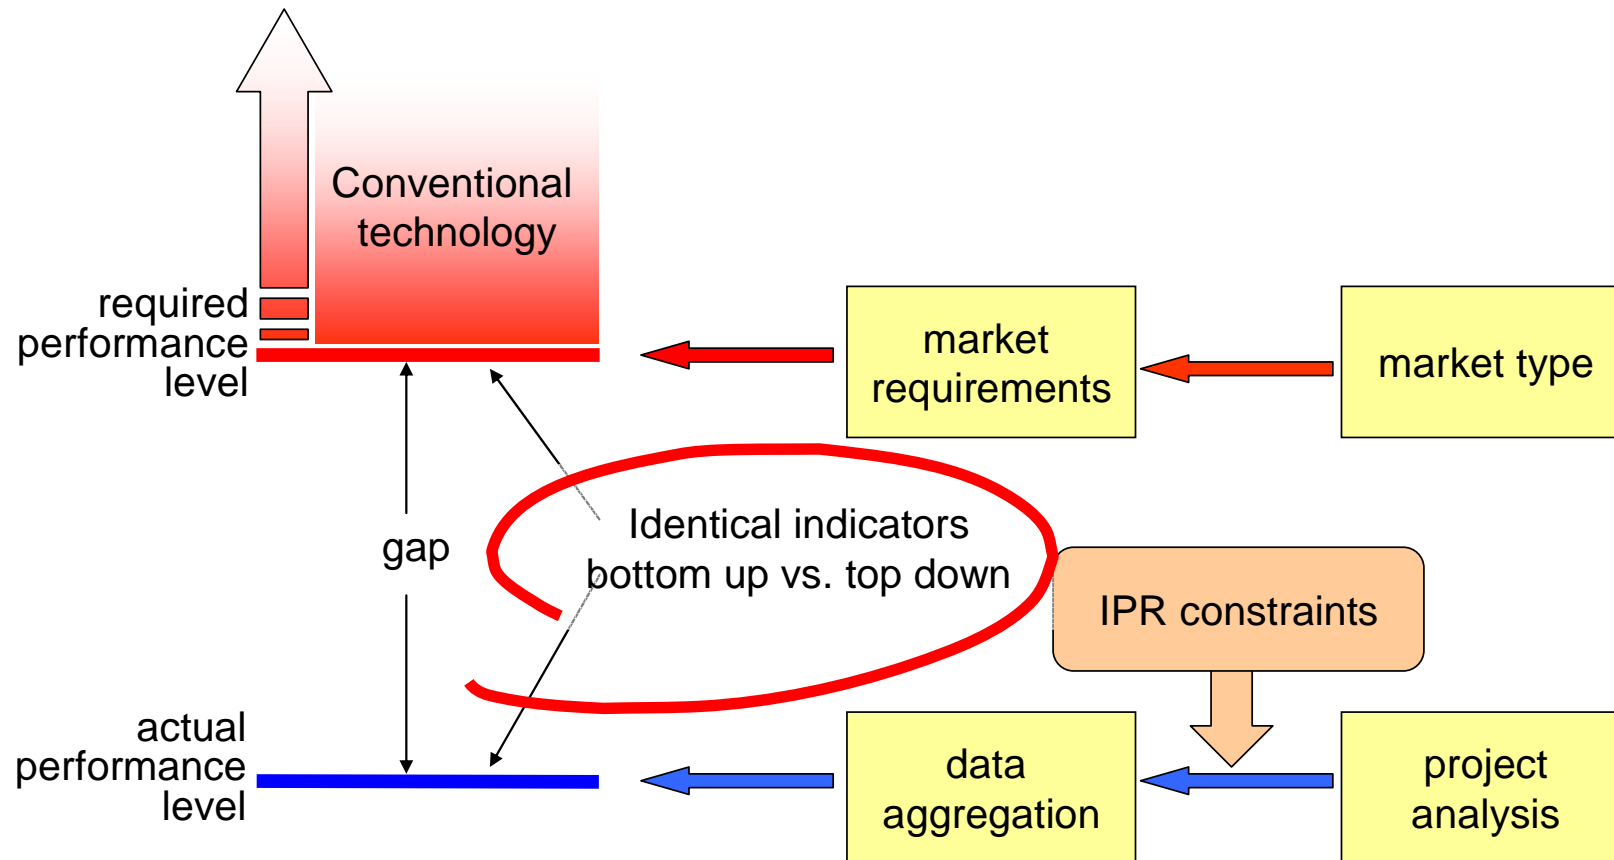 Conventional
technology
required
performance
level
market
requirements
market type
gap
Identical indicators
bottom up vs. top down
IPR constraints
actual
performance
level
data
aggregation
project
analysis